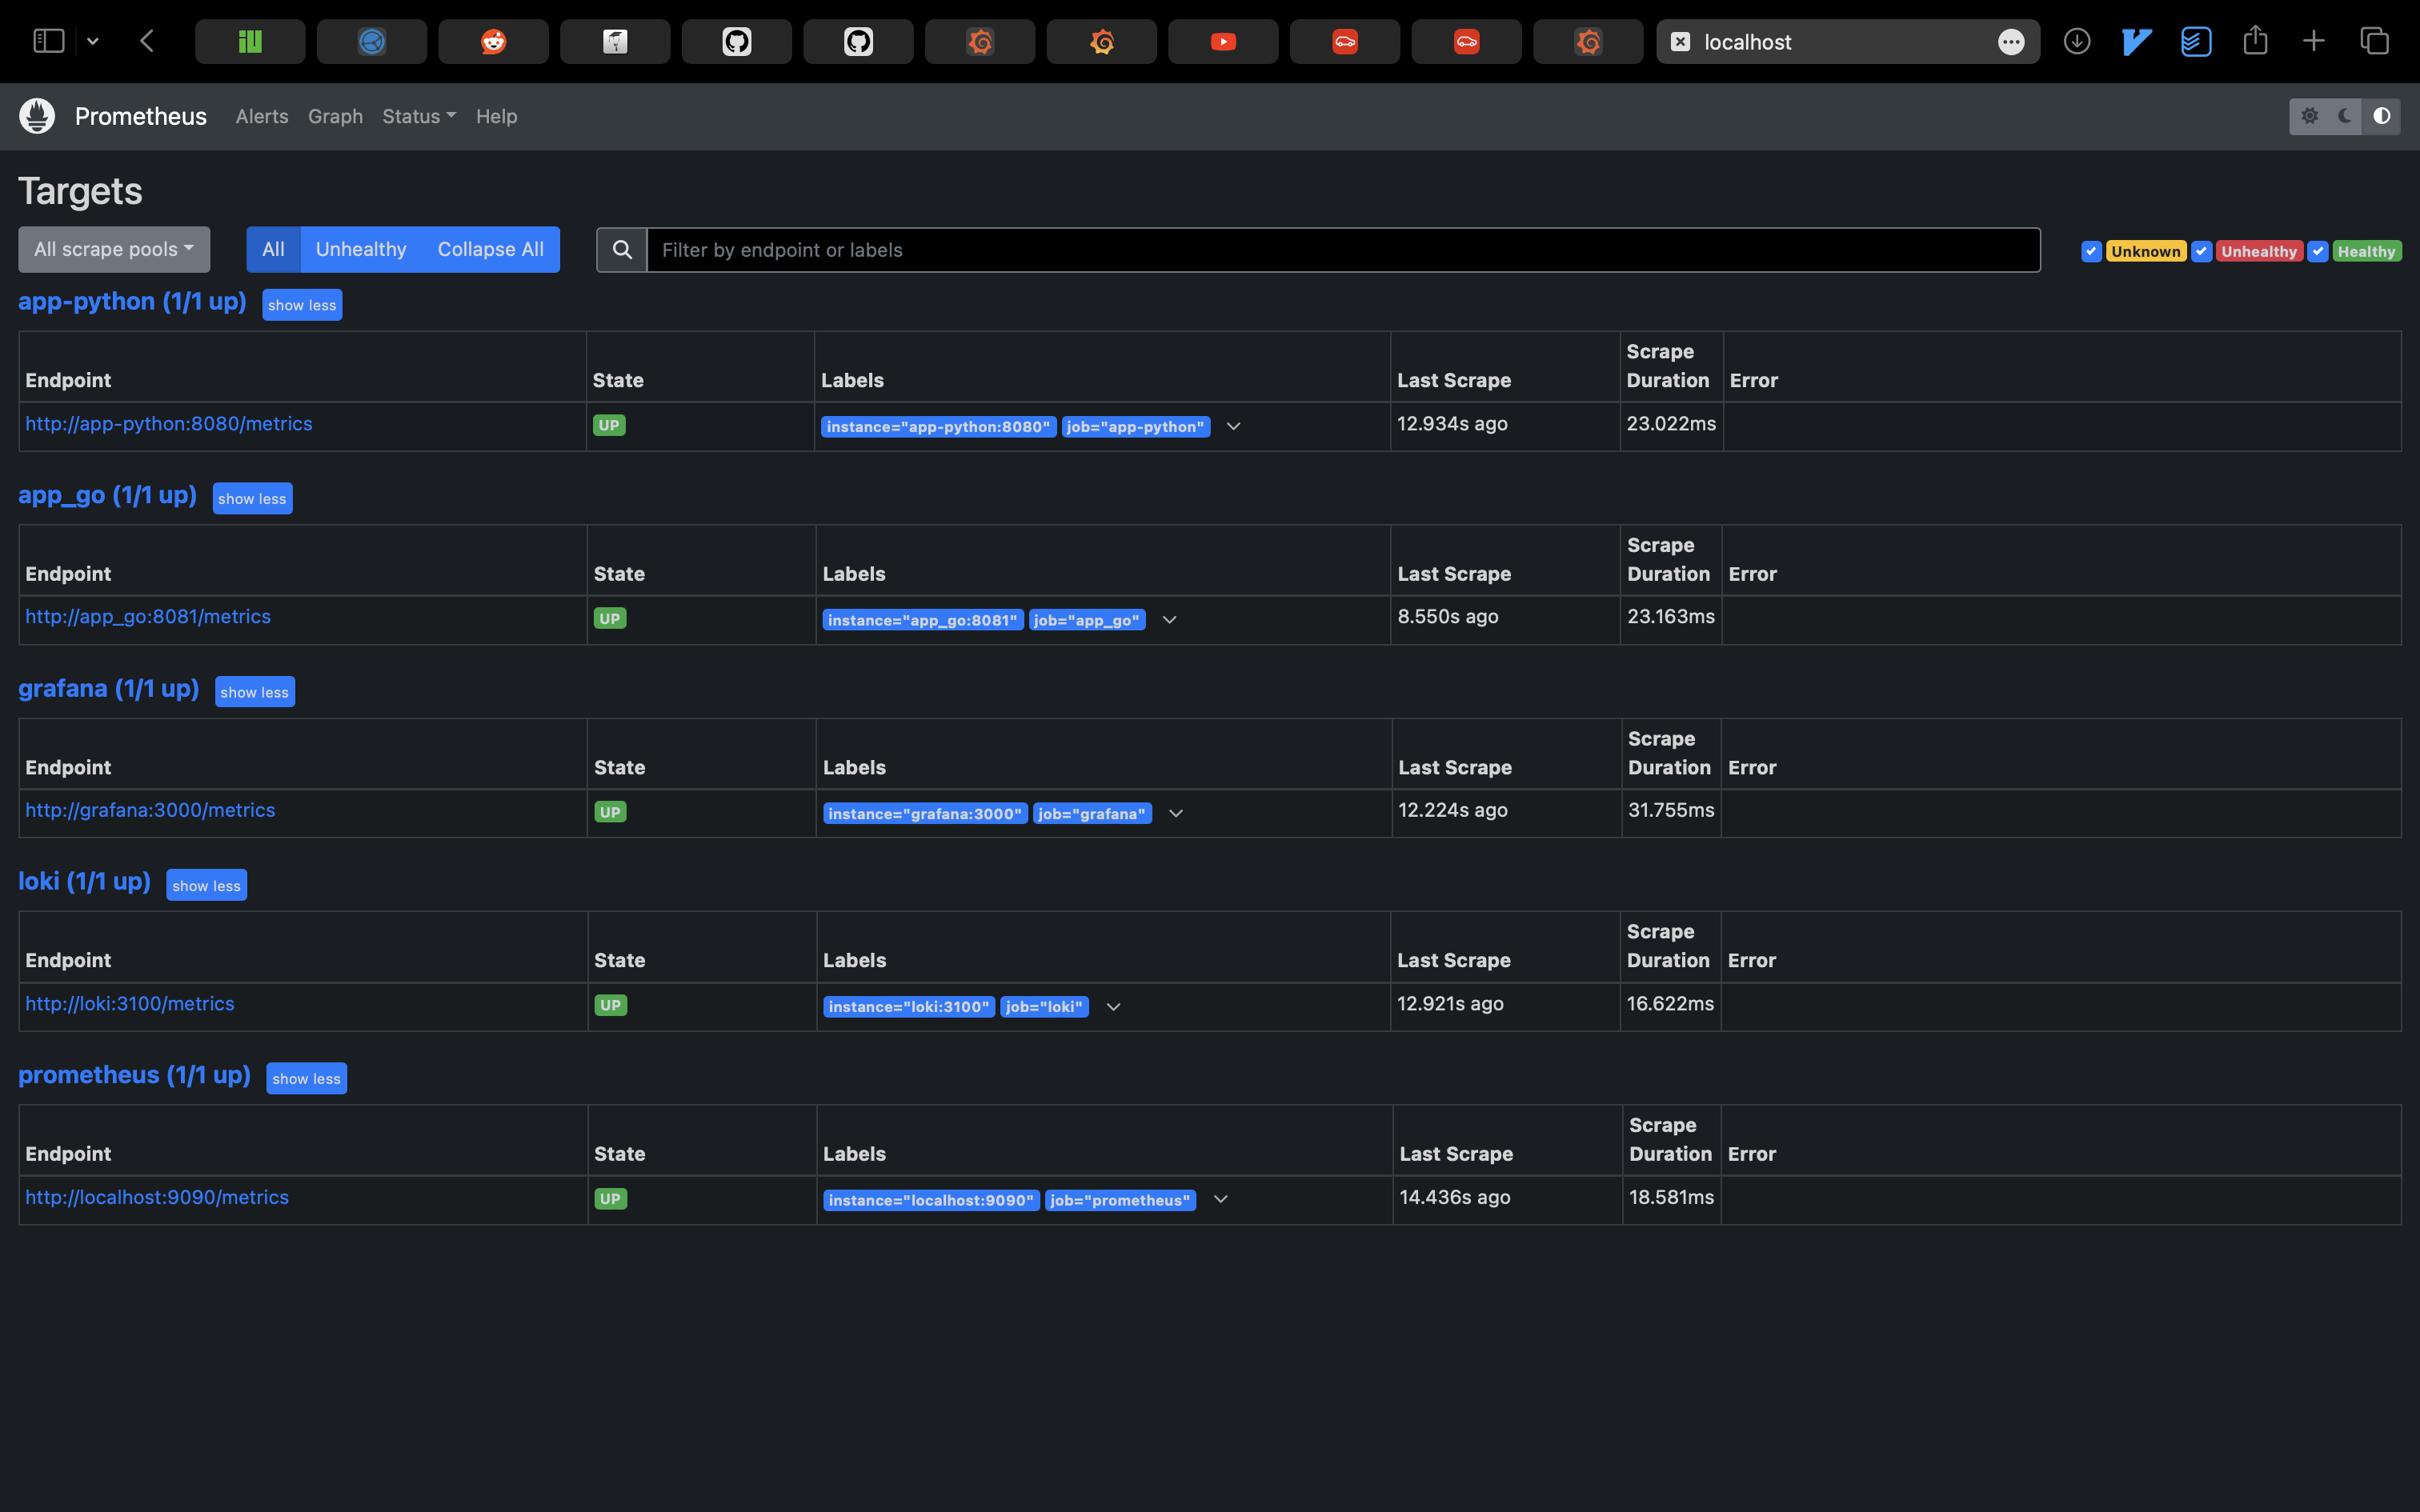 localhost
Prometheus Alerts Graph Status Help
Targets
All scrape pools All Unhealthy Collapse All Filter by endpoint or labels Unknown Unhealthy Healthy
app-python (1/1 up) show less
Endpoint State Labels Last Scrape Scrape Duration Error
http://app-python:8080/metrics UP instance="app-python:8080" job="app-python" 12.934s ago 23.022ms
app_go (1/1 up) show less
Endpoint State Labels Last Scrape Scrape Duration Error
http://app_go:8081/metrics UP instance="app_go:8081" job="app_go" 8.550s ago 23.163ms
grafana (1/1 up) show less
Endpoint State Labels Last Scrape Scrape Duration Error
http://grafana:3000/metrics UP instance="grafana:3000" job="grafana" 12.224s ago 31.755ms
loki (1/1 up) show less
Endpoint State Labels Last Scrape Scrape Duration Error
http://loki:3100/metrics UP instance="loki:3100" job="loki" 12.921s ago 16.622ms
prometheus (1/1 up) show less
Endpoint State Labels Last Scrape Scrape Duration Error
http://localhost:9090/metrics UP instance="localhost:9090" job="prometheus" 14.436s ago 18.581ms